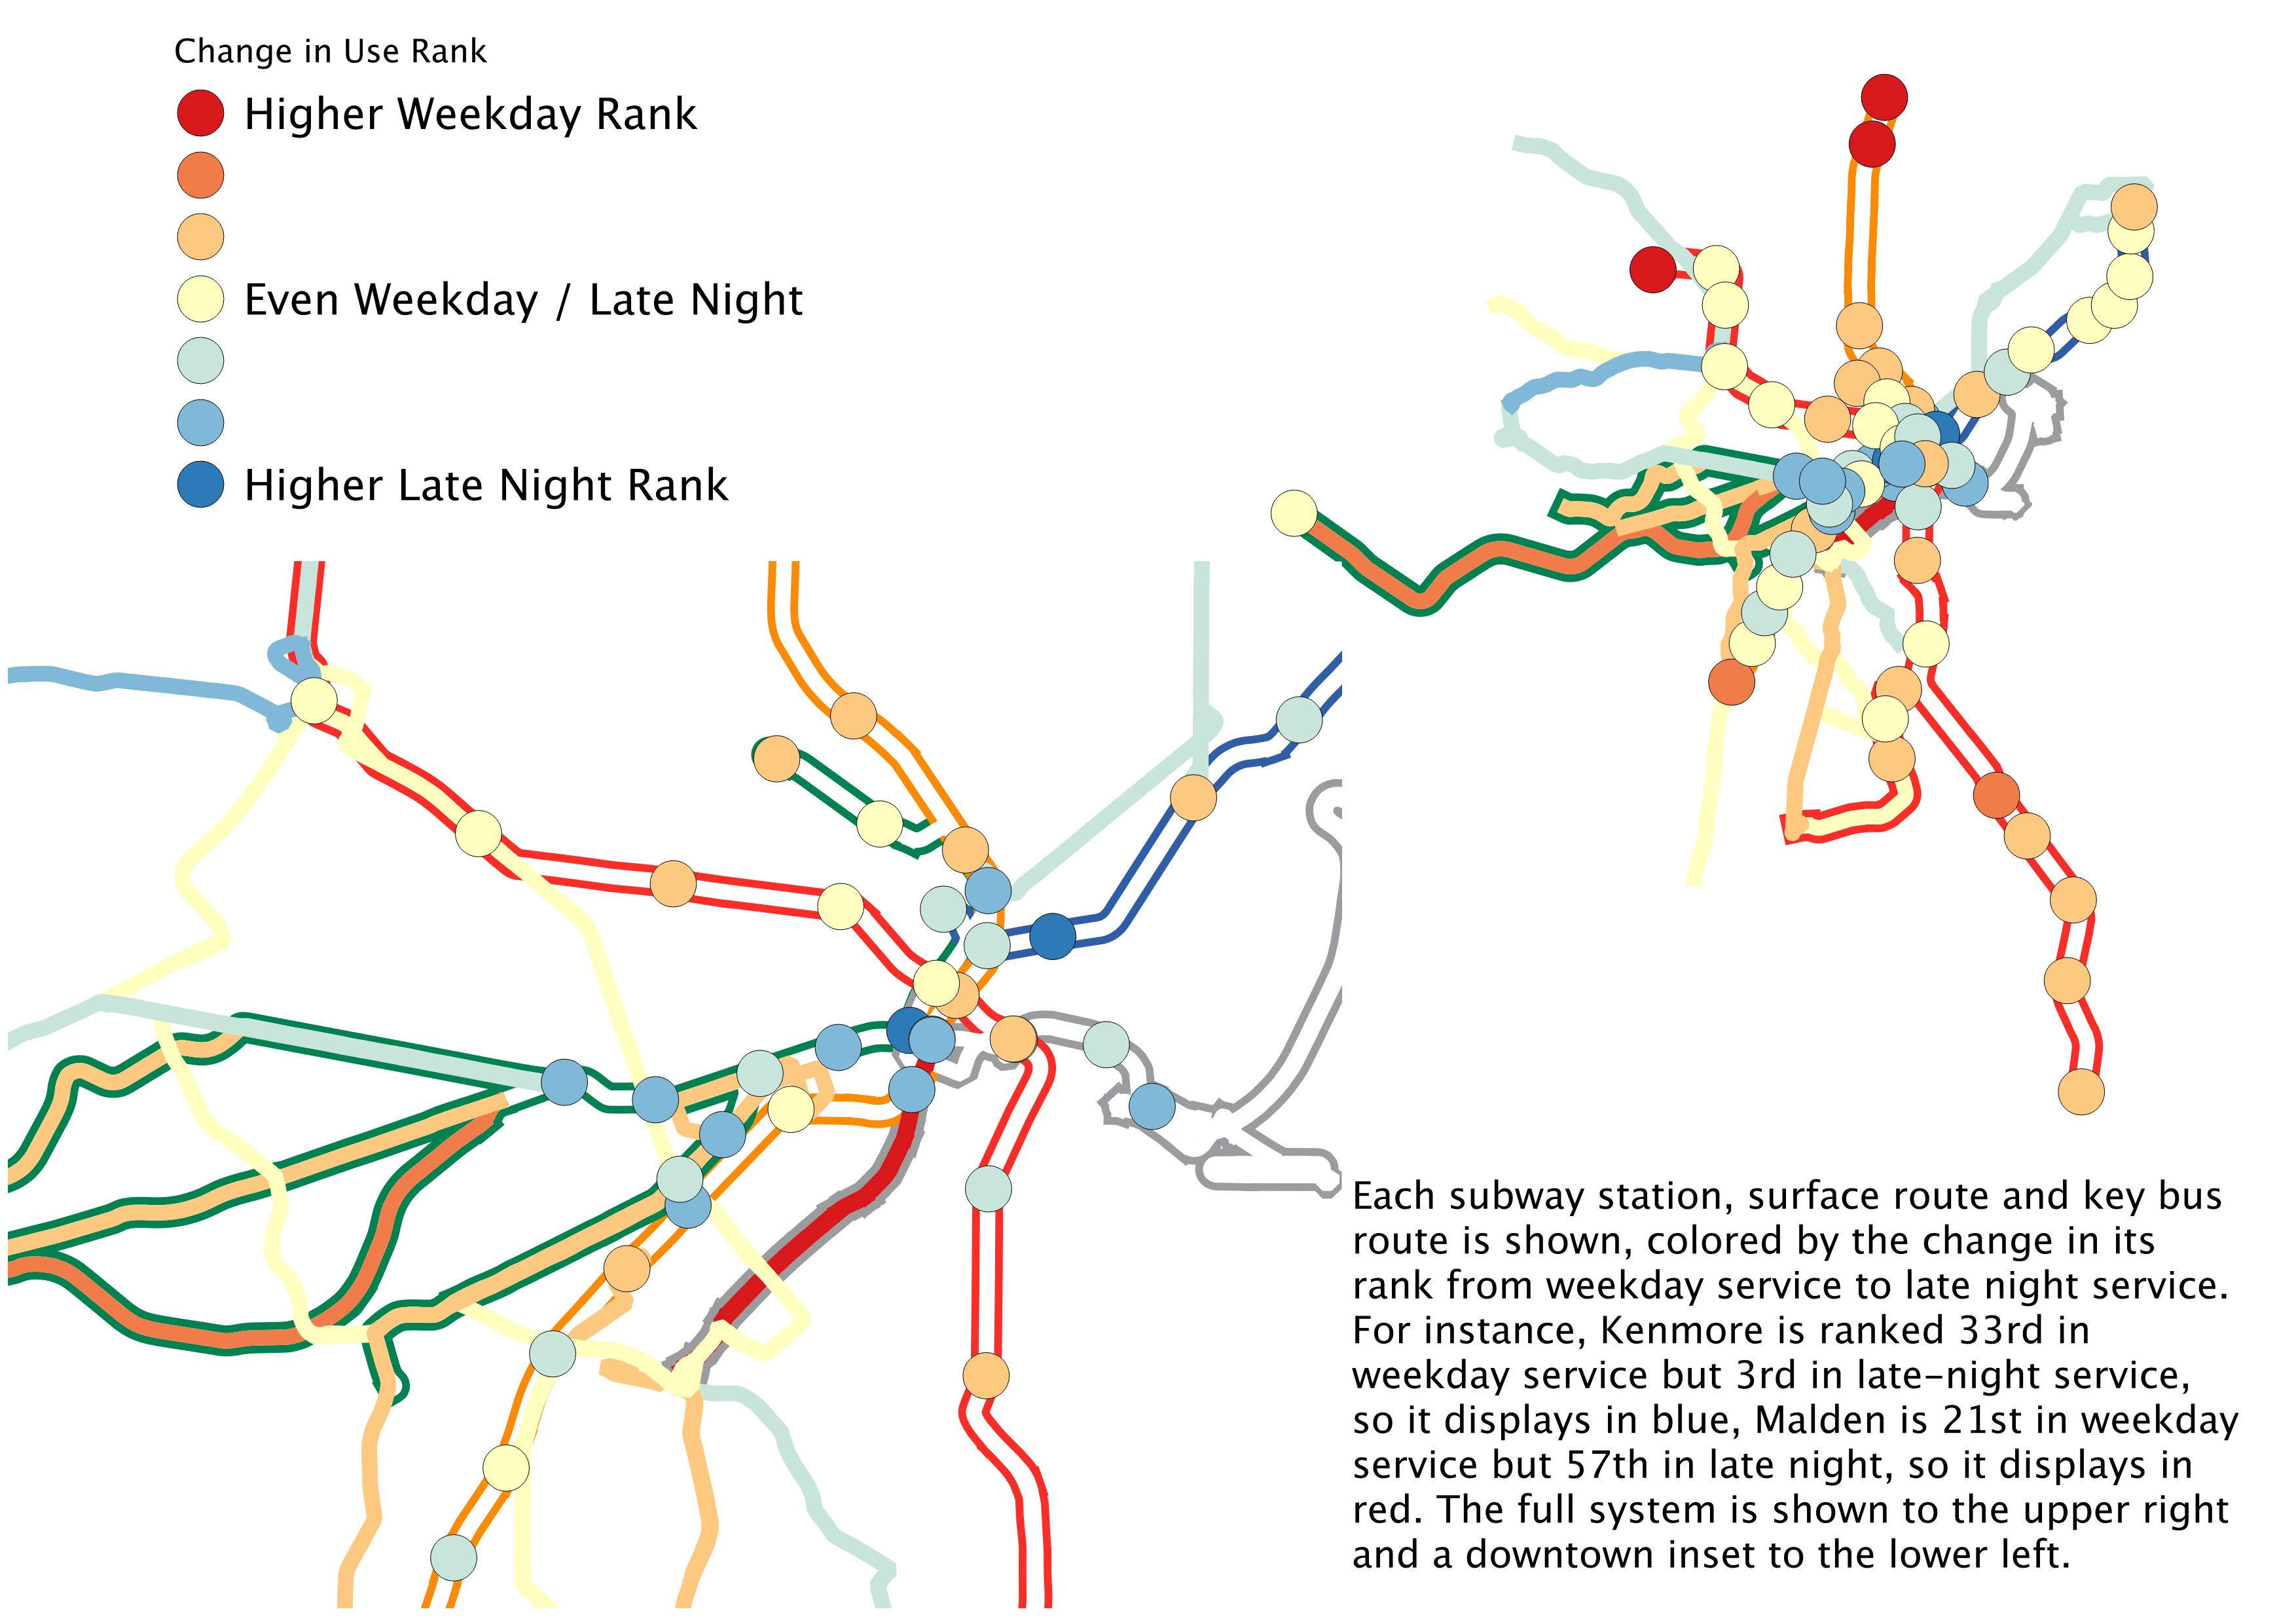 Change in Use Rank
Higher Weekday Rank
Even Weekday / Late Night
Higher Late Night Rank
Each subway station, surface route and key bus
route is shown, colored by the change in its
rank from weekday service to late night service.
For instance, Kenmore is ranked 33rd in
weekday service but 3rd in late-night service,
so it displays in blue, Malden is 21st in weekday
service but 57th in late night, so it displays in
red. The full system is shown to the upper right
and a downtown inset to the lower left.